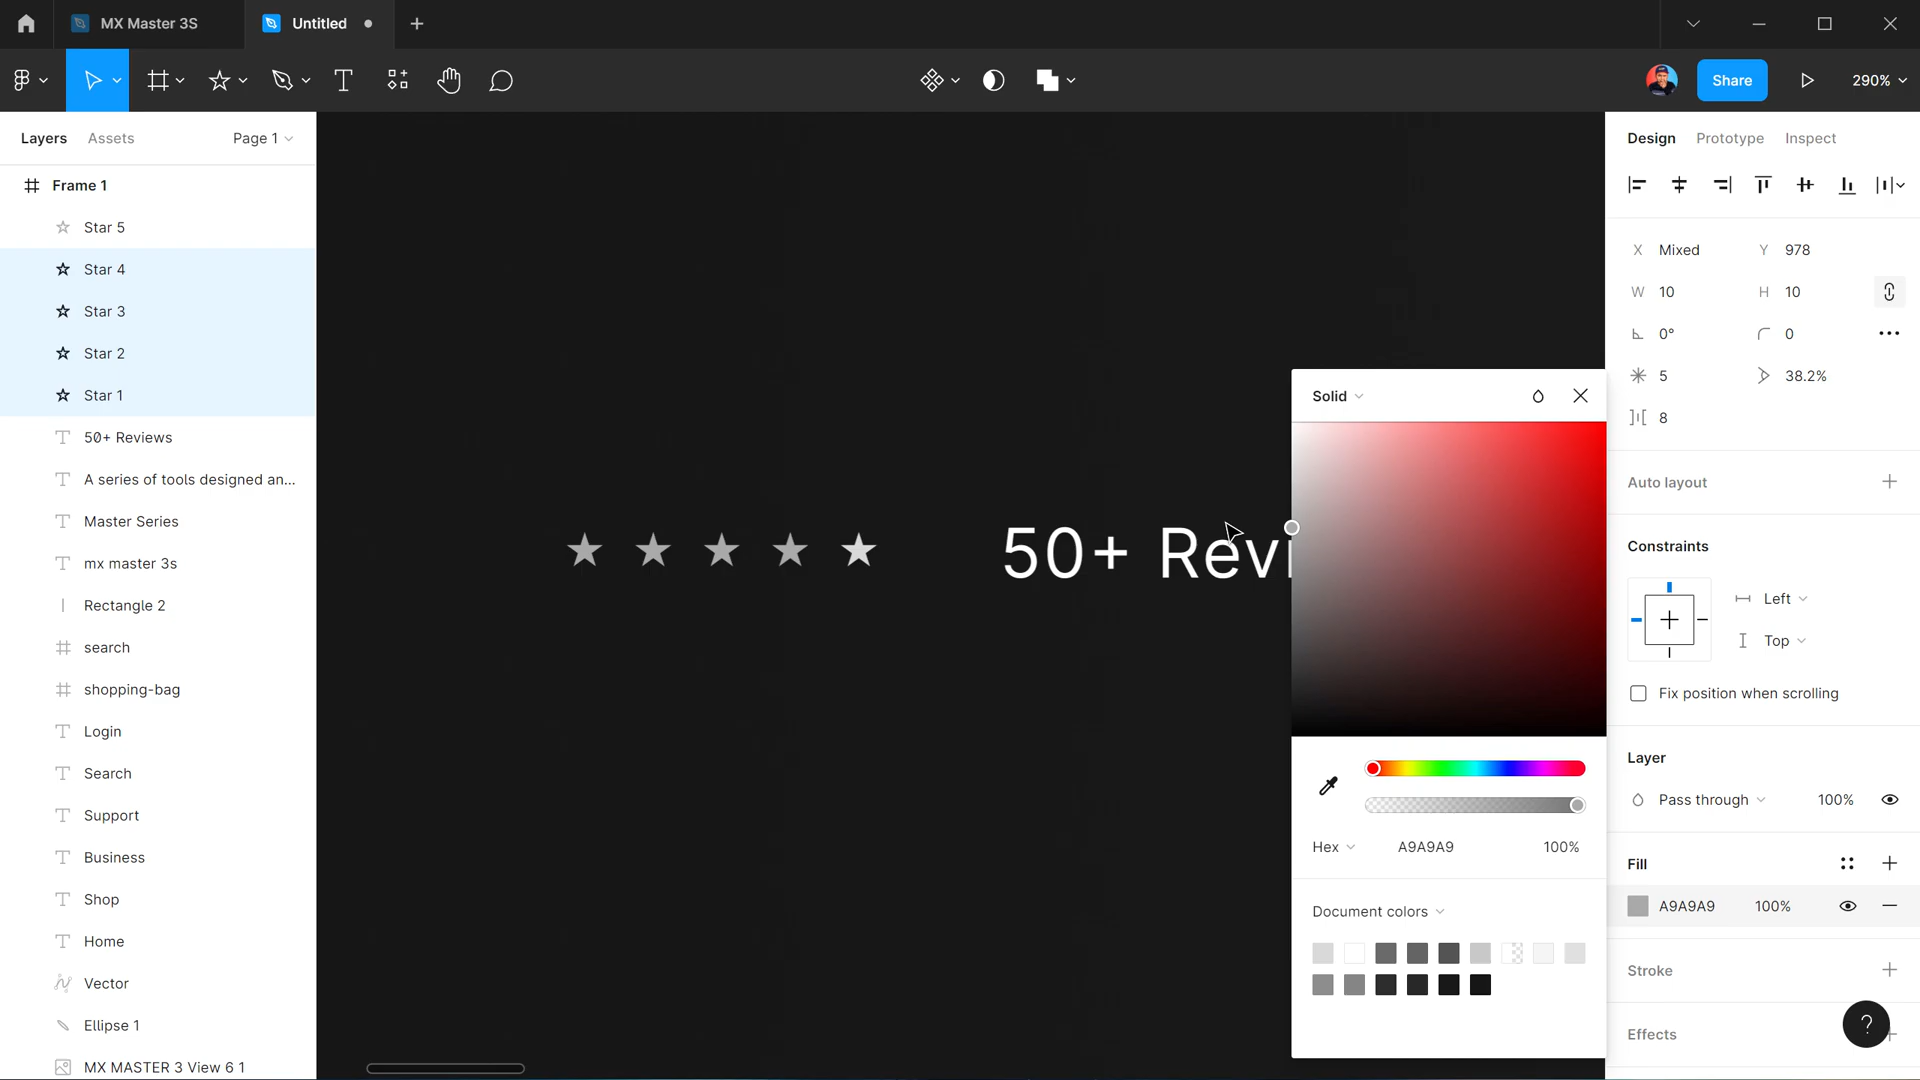 MX Master 3S
Untitled
Share
290%
Layers
Assets
Page 1
Frame 1
Star 5
Star 4
Star 3
Star 2
Star 1
50+ Reviews
A series of tools designed an...
Master Series
mx master 3s
Rectangle 2
search
shopping-bag
Login
Search
Support
Business
Shop
Home
Vector
Ellipse 1
MX MASTER 3 View 6 1
50+ Revi
Solid
Hex A9A9A9 100%
Document colors
Design
Prototype
Inspect
X Mixed Y 978
W 10 H 10
0° 0
5 38.2%
8
Auto layout
Constraints
Left
Top
Fix position when scrolling
Layer
Pass through 100%
Fill
A9A9A9 100%
Stroke
Effects
?